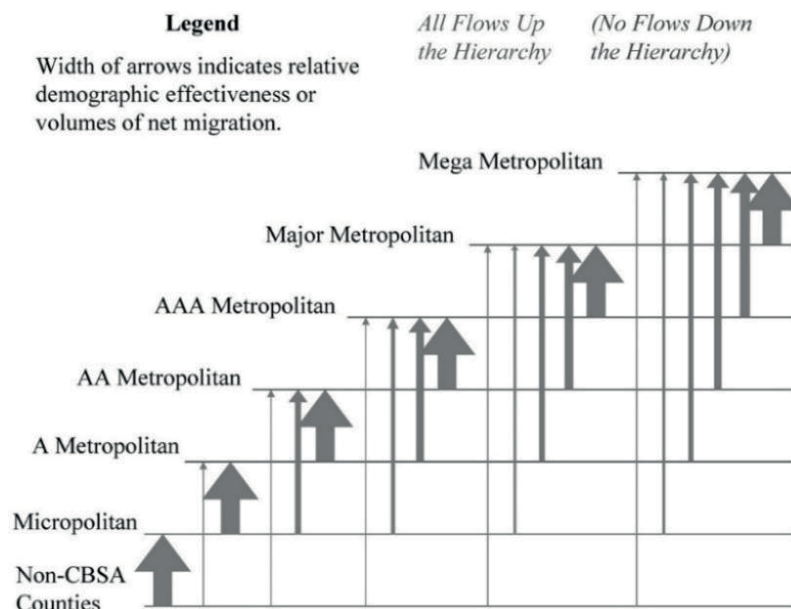 Legend
Width of arrows indicates relative
demographic effectiveness or
volumes of net migration.
All Flows Up
the Hierarchy
(No Flows Down
the Hierarchy)
Mega Metropolitan
Major Metropolitan
AAA Metropolitan
AA Metropolitan
A Metropolitan
Micropolitan
Non-CBSA
Counties